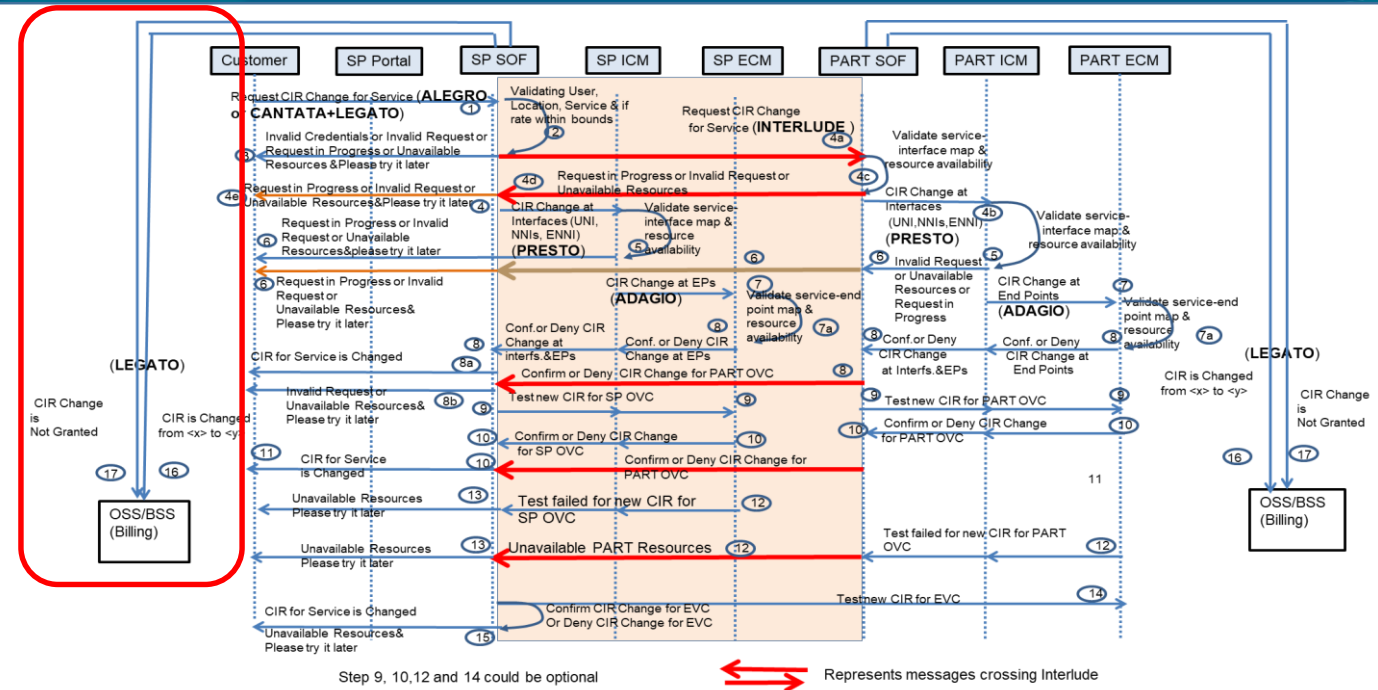 Customer
SP Portal
SP SOF
SP ICM
SP ECM
PART SOF
PART ICM
PART ECM
Request CIR Change for Service (ALEGRO
or CANTATA+LEGATO)
1
Validating User,
Location, Service & if
rate within bounds
2
Request CIR Change
for Service (INTERLUDE )
4a
Validate service-
interface map &
resource availability
Invalid Credentials or Invalid Request or
Request in Progress or Unavailable
Resources &Please try it later
4c
4d
Request in Progress or Invalid Request or
Unavailable Resources
4e
Request in Progress or Invalid Request or
Unavailable Resources&Please try it later
4
CIR Change at
Interfaces (UNI,
NNIs, ENNI)
(PRESTO)
Validate service-
interface map &
resource
availability
5
CIR Change at
Interfaces
(UNI,NNIs,ENNI)
(PRESTO)
4b
Validate service-
interface map &
resource availability
5
Request in Progress or Invalid
Request or Unavailable
Resources&please try it later
6
6
6
Invalid Request
or Unavailable
Resources or
Request in
Progress
6
Request in Progress or Invalid
Request or
Unavailable Resources&
Please try it later
CIR Change at EPs
(ADAGIO)
7
Validate service-end
point map &
resource
availability
7a
CIR Change at
End Points
(ADAGIO)
7
Validate service-end
point map &
resource
availability
7a
8
Conf. or Deny CIR
Change at
interfs.&EPs
Conf. or Deny CIR
Change at EPs
8
8
Conf. or Deny
CIR Change
at Interfs.&EPs
Conf. or Deny
CIR Change at
End Points
8
CIR for Service is Changed
8a
Confirm or Deny CIR Change for PART OVC
8
Invalid Request or
Unavailable Resources&
Please try it later
8b
9
Test new CIR for SP OVC
9
9
Test new CIR for PART OVC
9
10
Confirm or Deny CIR Change
for SP OVC
10
10
Confirm or Deny CIR Change
for PART OVC
10
11
CIR for Service
is Changed
10
Confirm or Deny CIR Change for
PART OVC
11
Unavailable Resources
Please try it later
13
Test failed for new CIR for
SP OVC
12
Unavailable Resources
Please try it later
13
Unavailable PART Resources
12
Test failed for new CIR for PART
OVC
12
Test new CIR for EVC
14
CIR for Service is Changed
Unavailable Resources&
Please try it later
15
Confirm CIR Change for EVC
Or Deny CIR Change for EVC
(LEGATO)
CIR Change
is
Not Granted
CIR is Changed
from <x> to <y>
17
16
OSS/BSS
(Billing)
(LEGATO)
CIR is Changed
from <x> to <y>
CIR Change
is
Not Granted
16
17
OSS/BSS
(Billing)
Step 9, 10,12 and 14 could be optional
Represents messages crossing Interlude